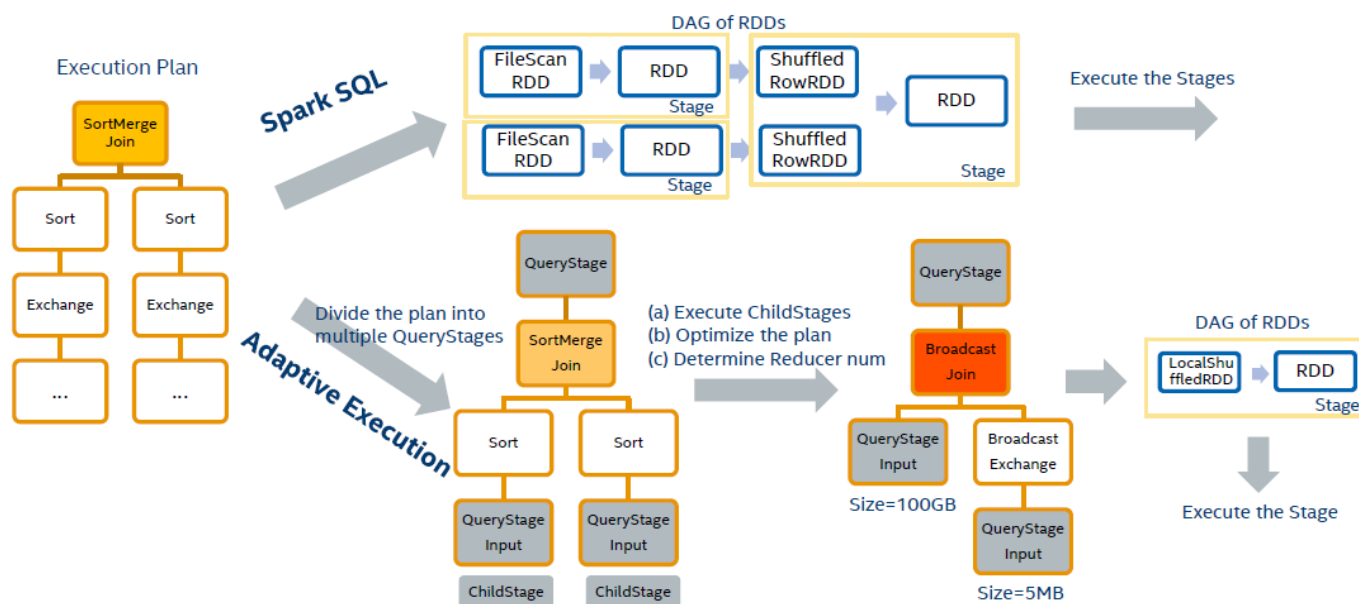 DAG of RDDs
Execution Plan
SortMerge
Join
Sort
Sort
Exchange
Exchange
...
...
Spark SQL
FileScan
RDD
RDD
Stage
FileScan
RDD
RDD
Stage
Shuffled
RowRDD
Shuffled
RowRDD
RDD
Stage
Execute the Stages
Adaptive Execution
Divide the plan into
multiple QueryStages
QueryStage
SortMerge
Join
Sort
Sort
QueryStage
Input
QueryStage
Input
ChildStage
ChildStage
(a) Execute ChildStages
(b) Optimize the plan
(c) Determine Reducer num
QueryStage
Broadcast
Join
QueryStage
Input
Size=100GB
Broadcast
Exchange
QueryStage
Input
Size=5MB
DAG of RDDs
LocalShu
ffledRDD
RDD
Stage
Execute the Stage